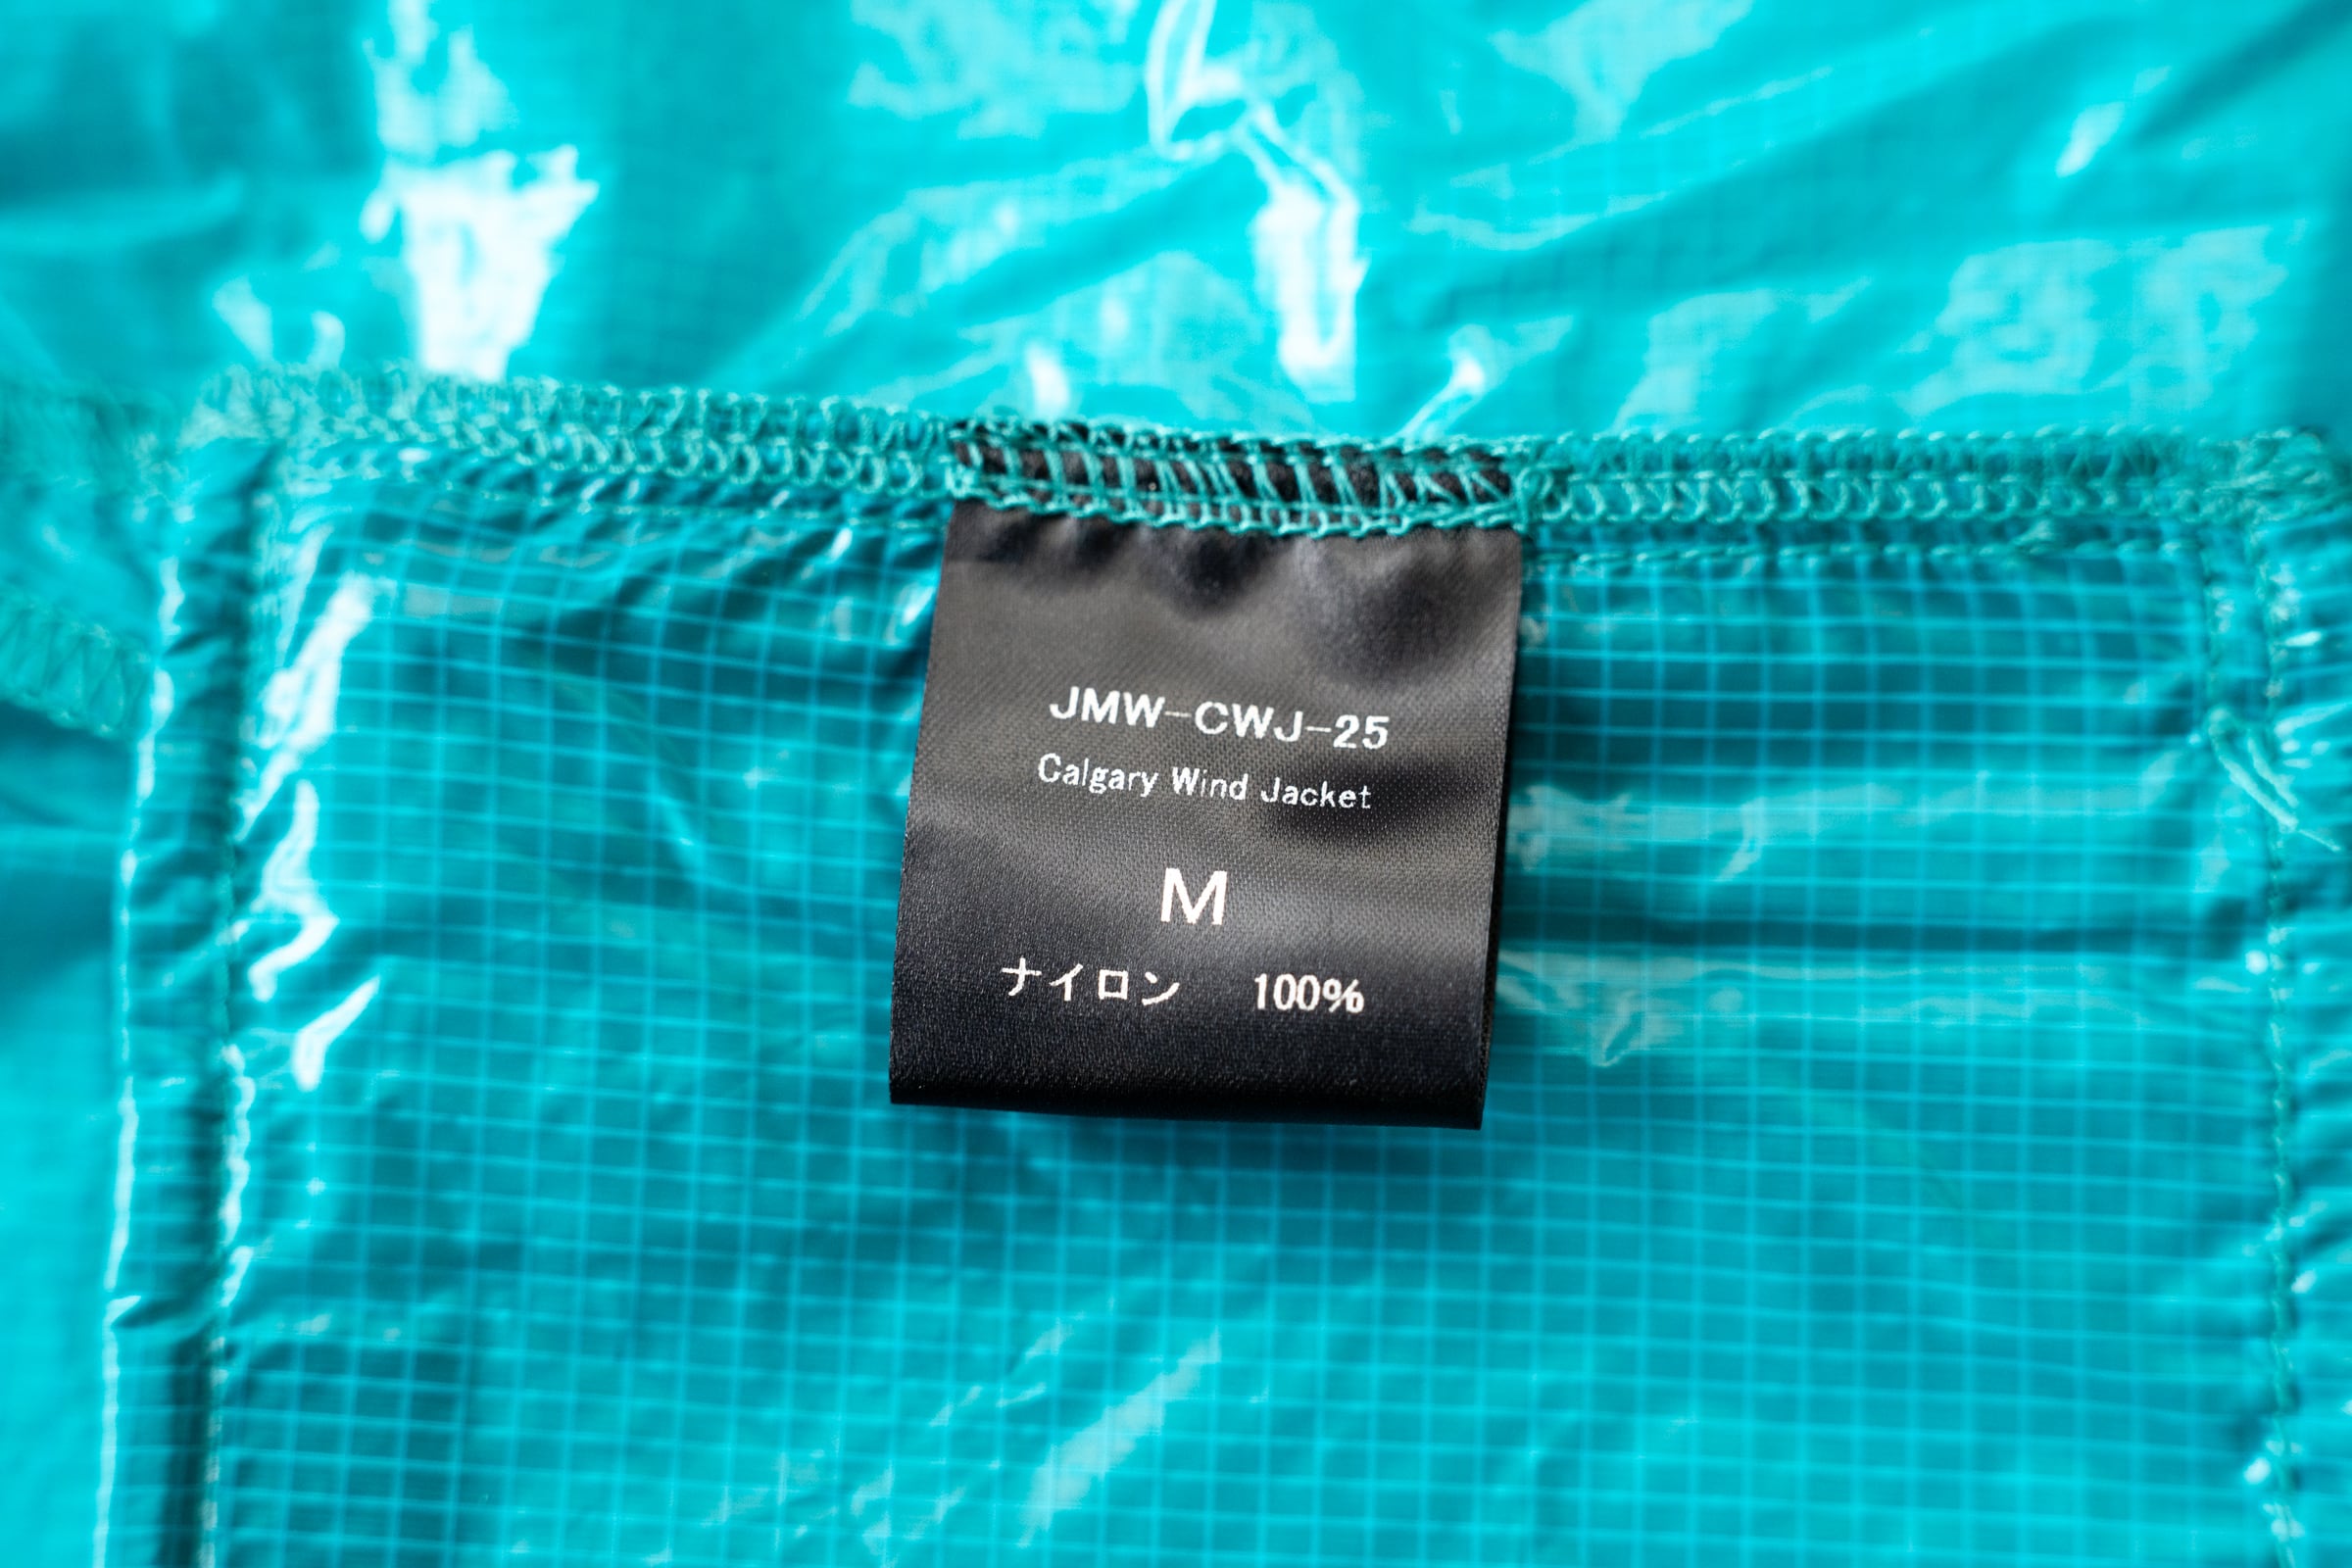 JMW-CWJ-25
Calgary Wind Jacket
M
ナイロン 100%